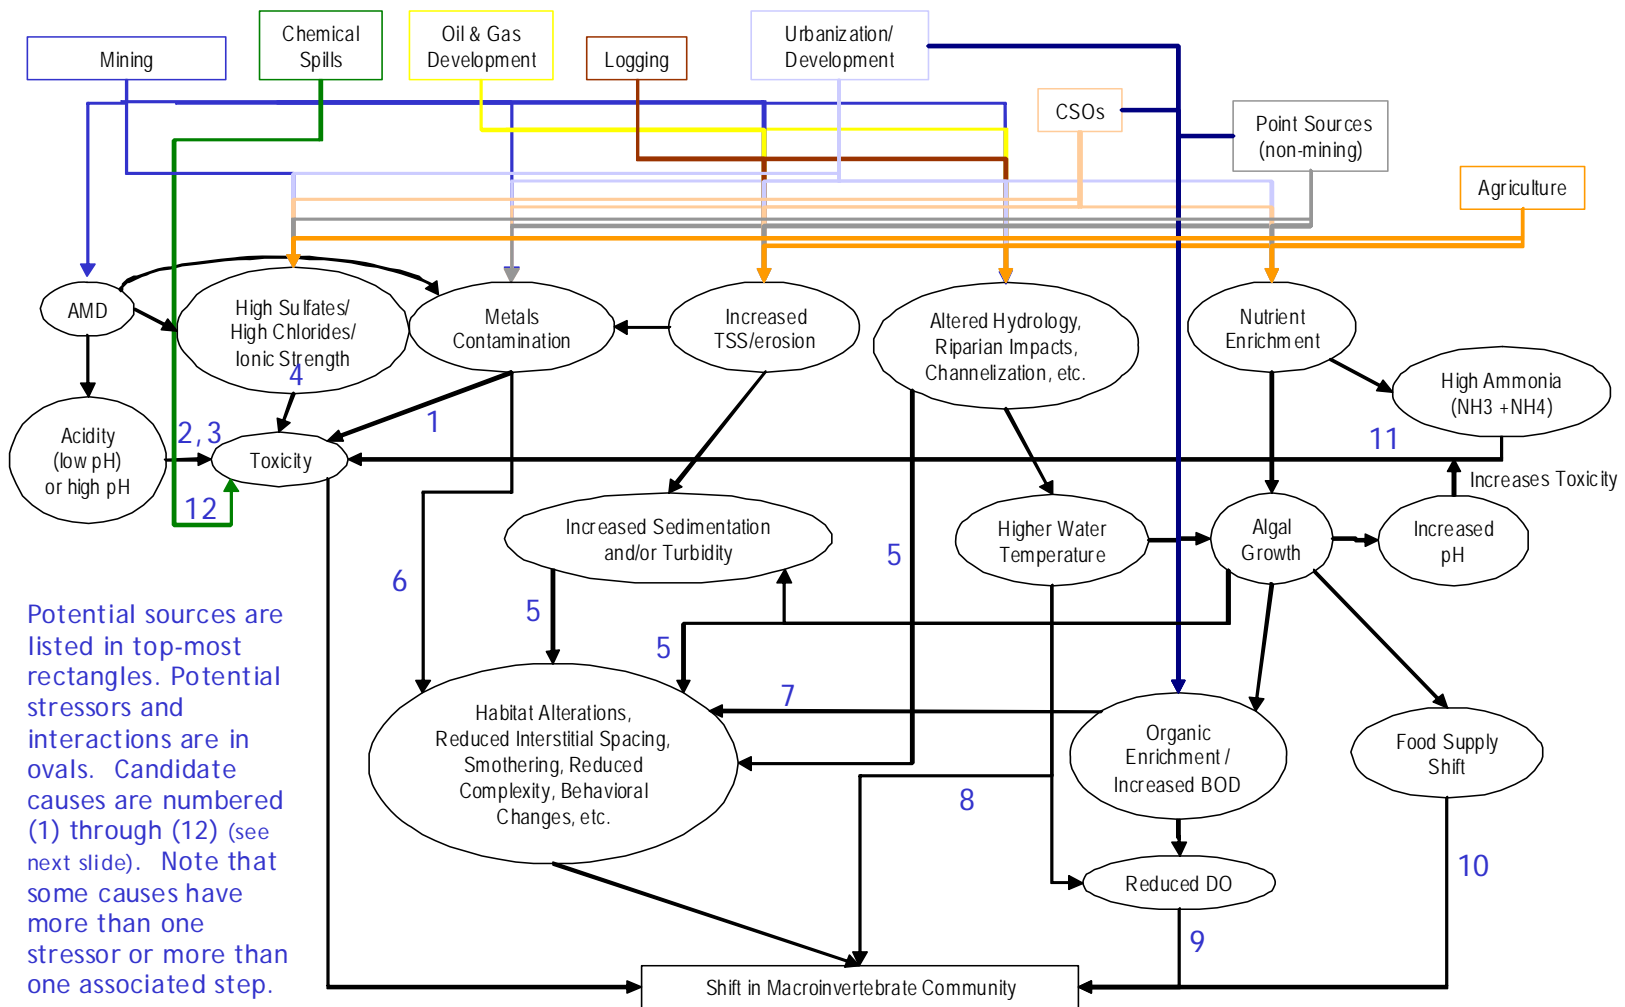 Mining
Chemical
Spills
Oil & Gas
Development
Logging
Urbanization/
Development
CSOs
Point Sources
(non-mining)
Agriculture
AMD
High Sulfates/
High Chlorides/
Ionic Strength
4
Metals
Contamination
Increased
TSS/erosion
Altered Hydrology,
Riparian Impacts,
Channelization, etc.
Nutrient
Enrichment
High Ammonia
(NH3 +NH4)
Acidity
(low pH)
or high pH
2, 3
Toxicity
1
11
12
Increases Toxicity
Increased Sedimentation
and/or Turbidity
Higher Water
Temperature
Algal
Growth
Increased
pH
6
5
5
5
7
Habitat Alterations,
Reduced Interstitial Spacing,
Smothering, Reduced
Complexity, Behavioral
Changes, etc.
Organic
Enrichment /
Increased BOD
Food Supply
Shift
8
Reduced DO
9
10
Shift in Macroinvertebrate Community
Potential sources are
listed in top-most
rectangles. Potential
stressors and
interactions are in
ovals. Candidate
causes are numbered
(1) through (12) (see
next slide). Note that
some causes have
more than one
stressor or more than
one associated step.